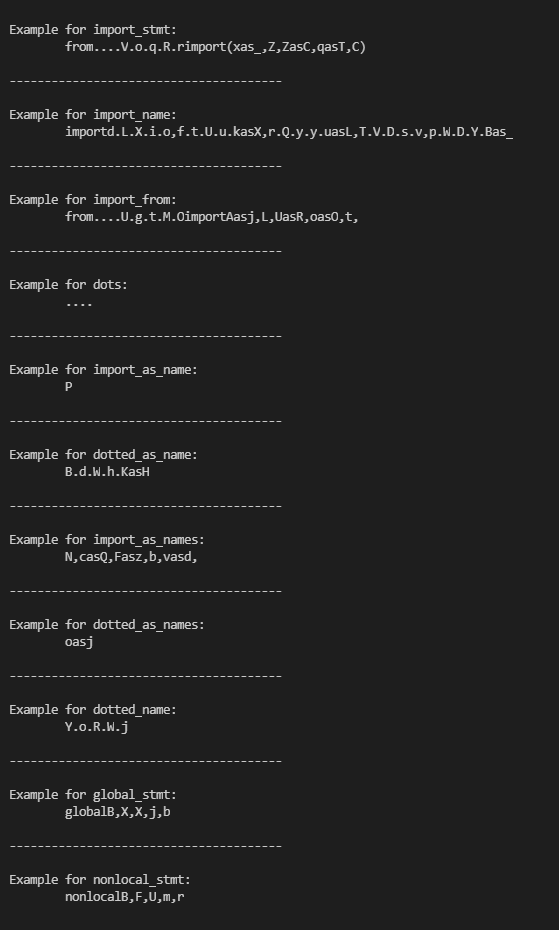 Example for import_stmt:
from....V.o.q.R.rimport(xas_,Z,ZasC,qasT,C)
---------------------------------------
Example for import_name:
importd.L.X.i.o,f.t.U.u.kasX,r.Q.y.y.uasL,T.V.D.s.v,p.W.D.Y.Bas_
---------------------------------------
Example for import_from:
from....U.g.t.M.OimportAasj,L,UasR,oasO,t,
---------------------------------------
Example for dots:
....
---------------------------------------
Example for import_as_name:
P
---------------------------------------
Example for dotted_as_name:
B.d.W.h.KasH
---------------------------------------
Example for import_as_names:
N,casQ,Fasz,b,vasd,
---------------------------------------
Example for dotted_as_names:
oasj
---------------------------------------
Example for dotted_name:
Y.o.R.W.j
---------------------------------------
Example for global_stmt:
globalB,X,X,j,b
---------------------------------------
Example for nonlocal_stmt:
nonlocalB,F,U,m,r